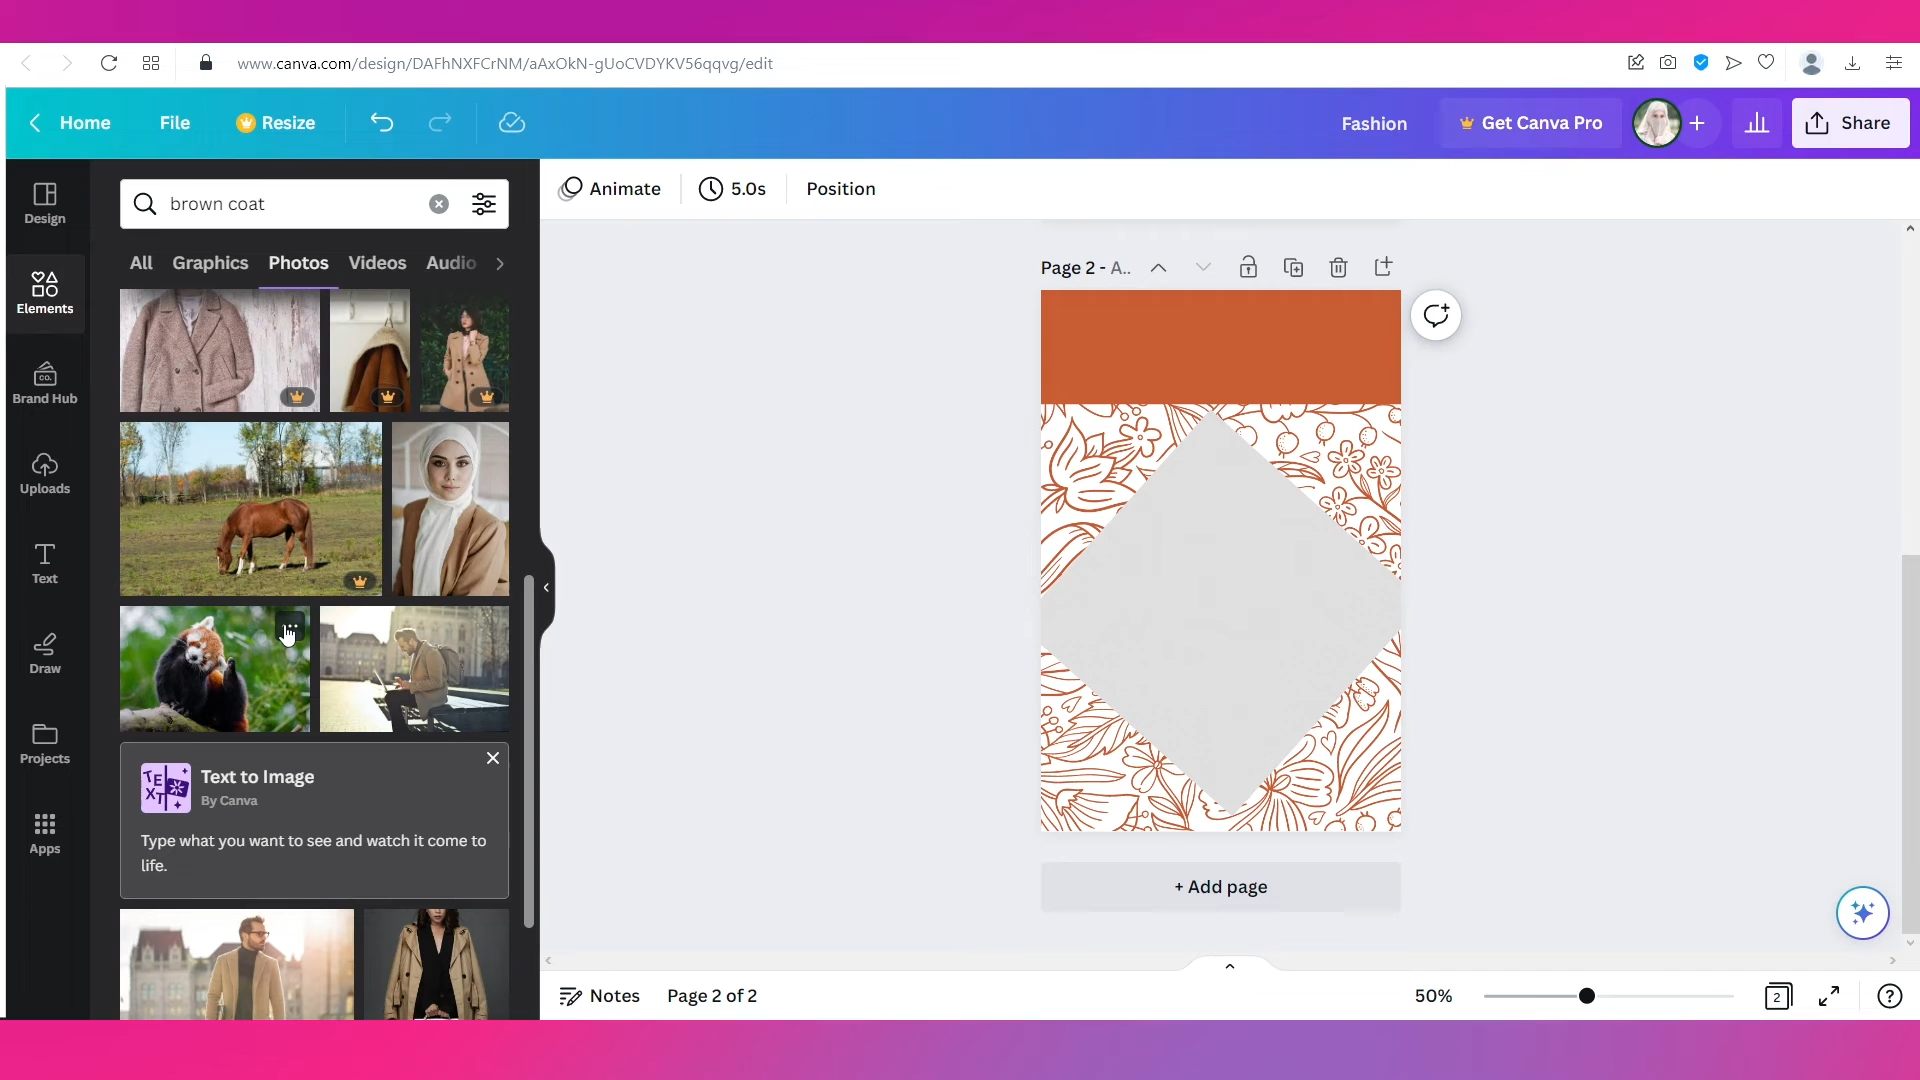 www.canva.com/design/DAFhNXFCrNM/aAxOkN-gUoCVDYKV56qqvg/edit
Home
File
Resize
Fashion
Get Canva Pro
Share
Design
Elements
Brand Hub
CO.
Uploads
Text
Draw
Projects
Apps
brown coat
All
Graphics
Photos
Videos
Audio
Animate
5.0s
Position
Page 2 - A..
TEXT
Text to Image
By Canva
Type what you want to see and watch it come to
life.
+ Add page
Notes
Page 2 of 2
50%
2